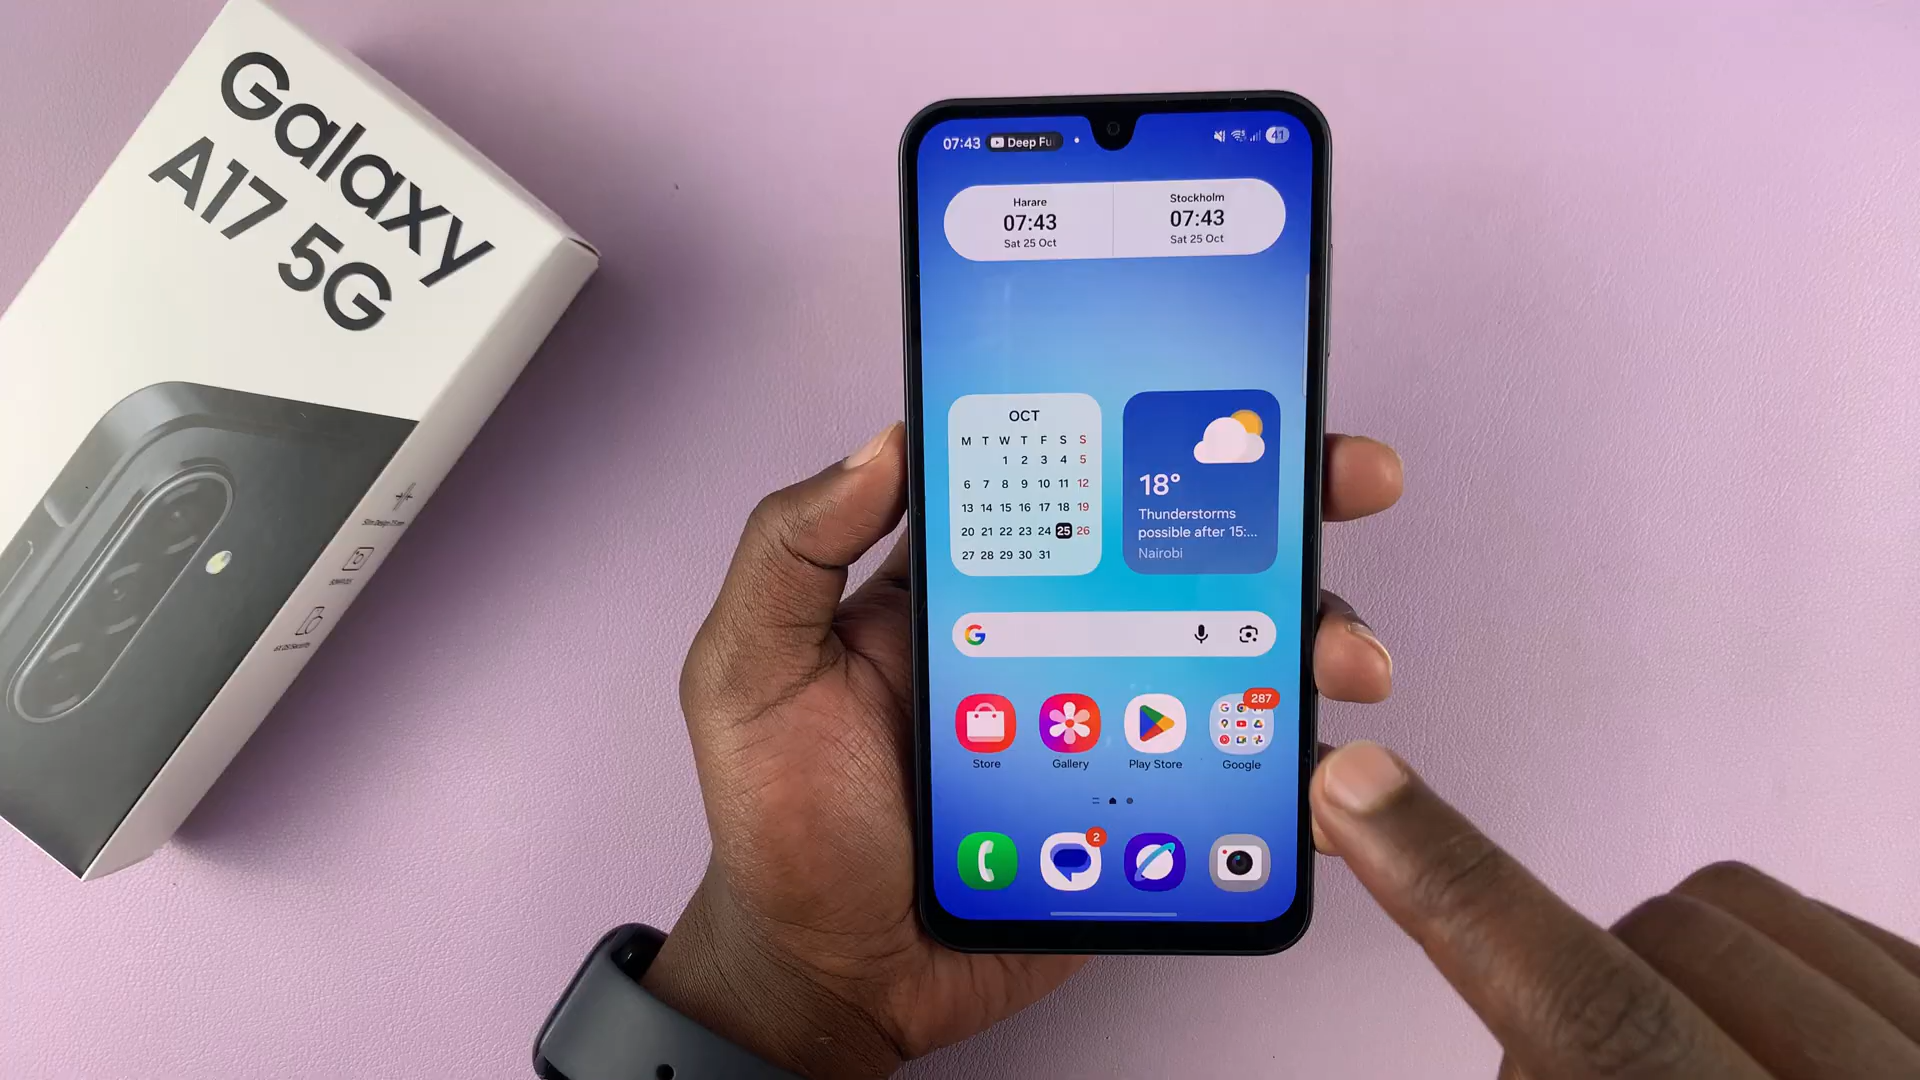 Galaxy
A17 5G
07:43 Deep Fu
41
Harare
07:43
Sat 25 Oct
Stockholm
07:43
Sat 25 Oct
OCT
M T W T F S S
1 2 3 4 5
6 7 8 9 10 11 12
13 14 15 16 17 18 19
20 21 22 23 24 25 26
27 28 29 30 31
18°
Thunderstorms
possible after 15:...
Nairobi
287
Store
Gallery
Play Store
Google
2